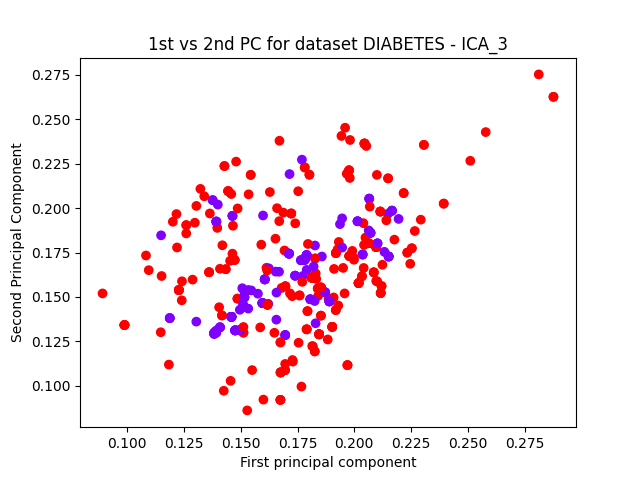 1st vs 2nd PC for dataset DIABETES - ICA_3
Second Principal Component
0.275
0.250
0.225
0.200
0.175
0.150
0.125
0.100
0.100 0.125 0.150 0.175 0.200 0.225 0.250 0.275
First principal component